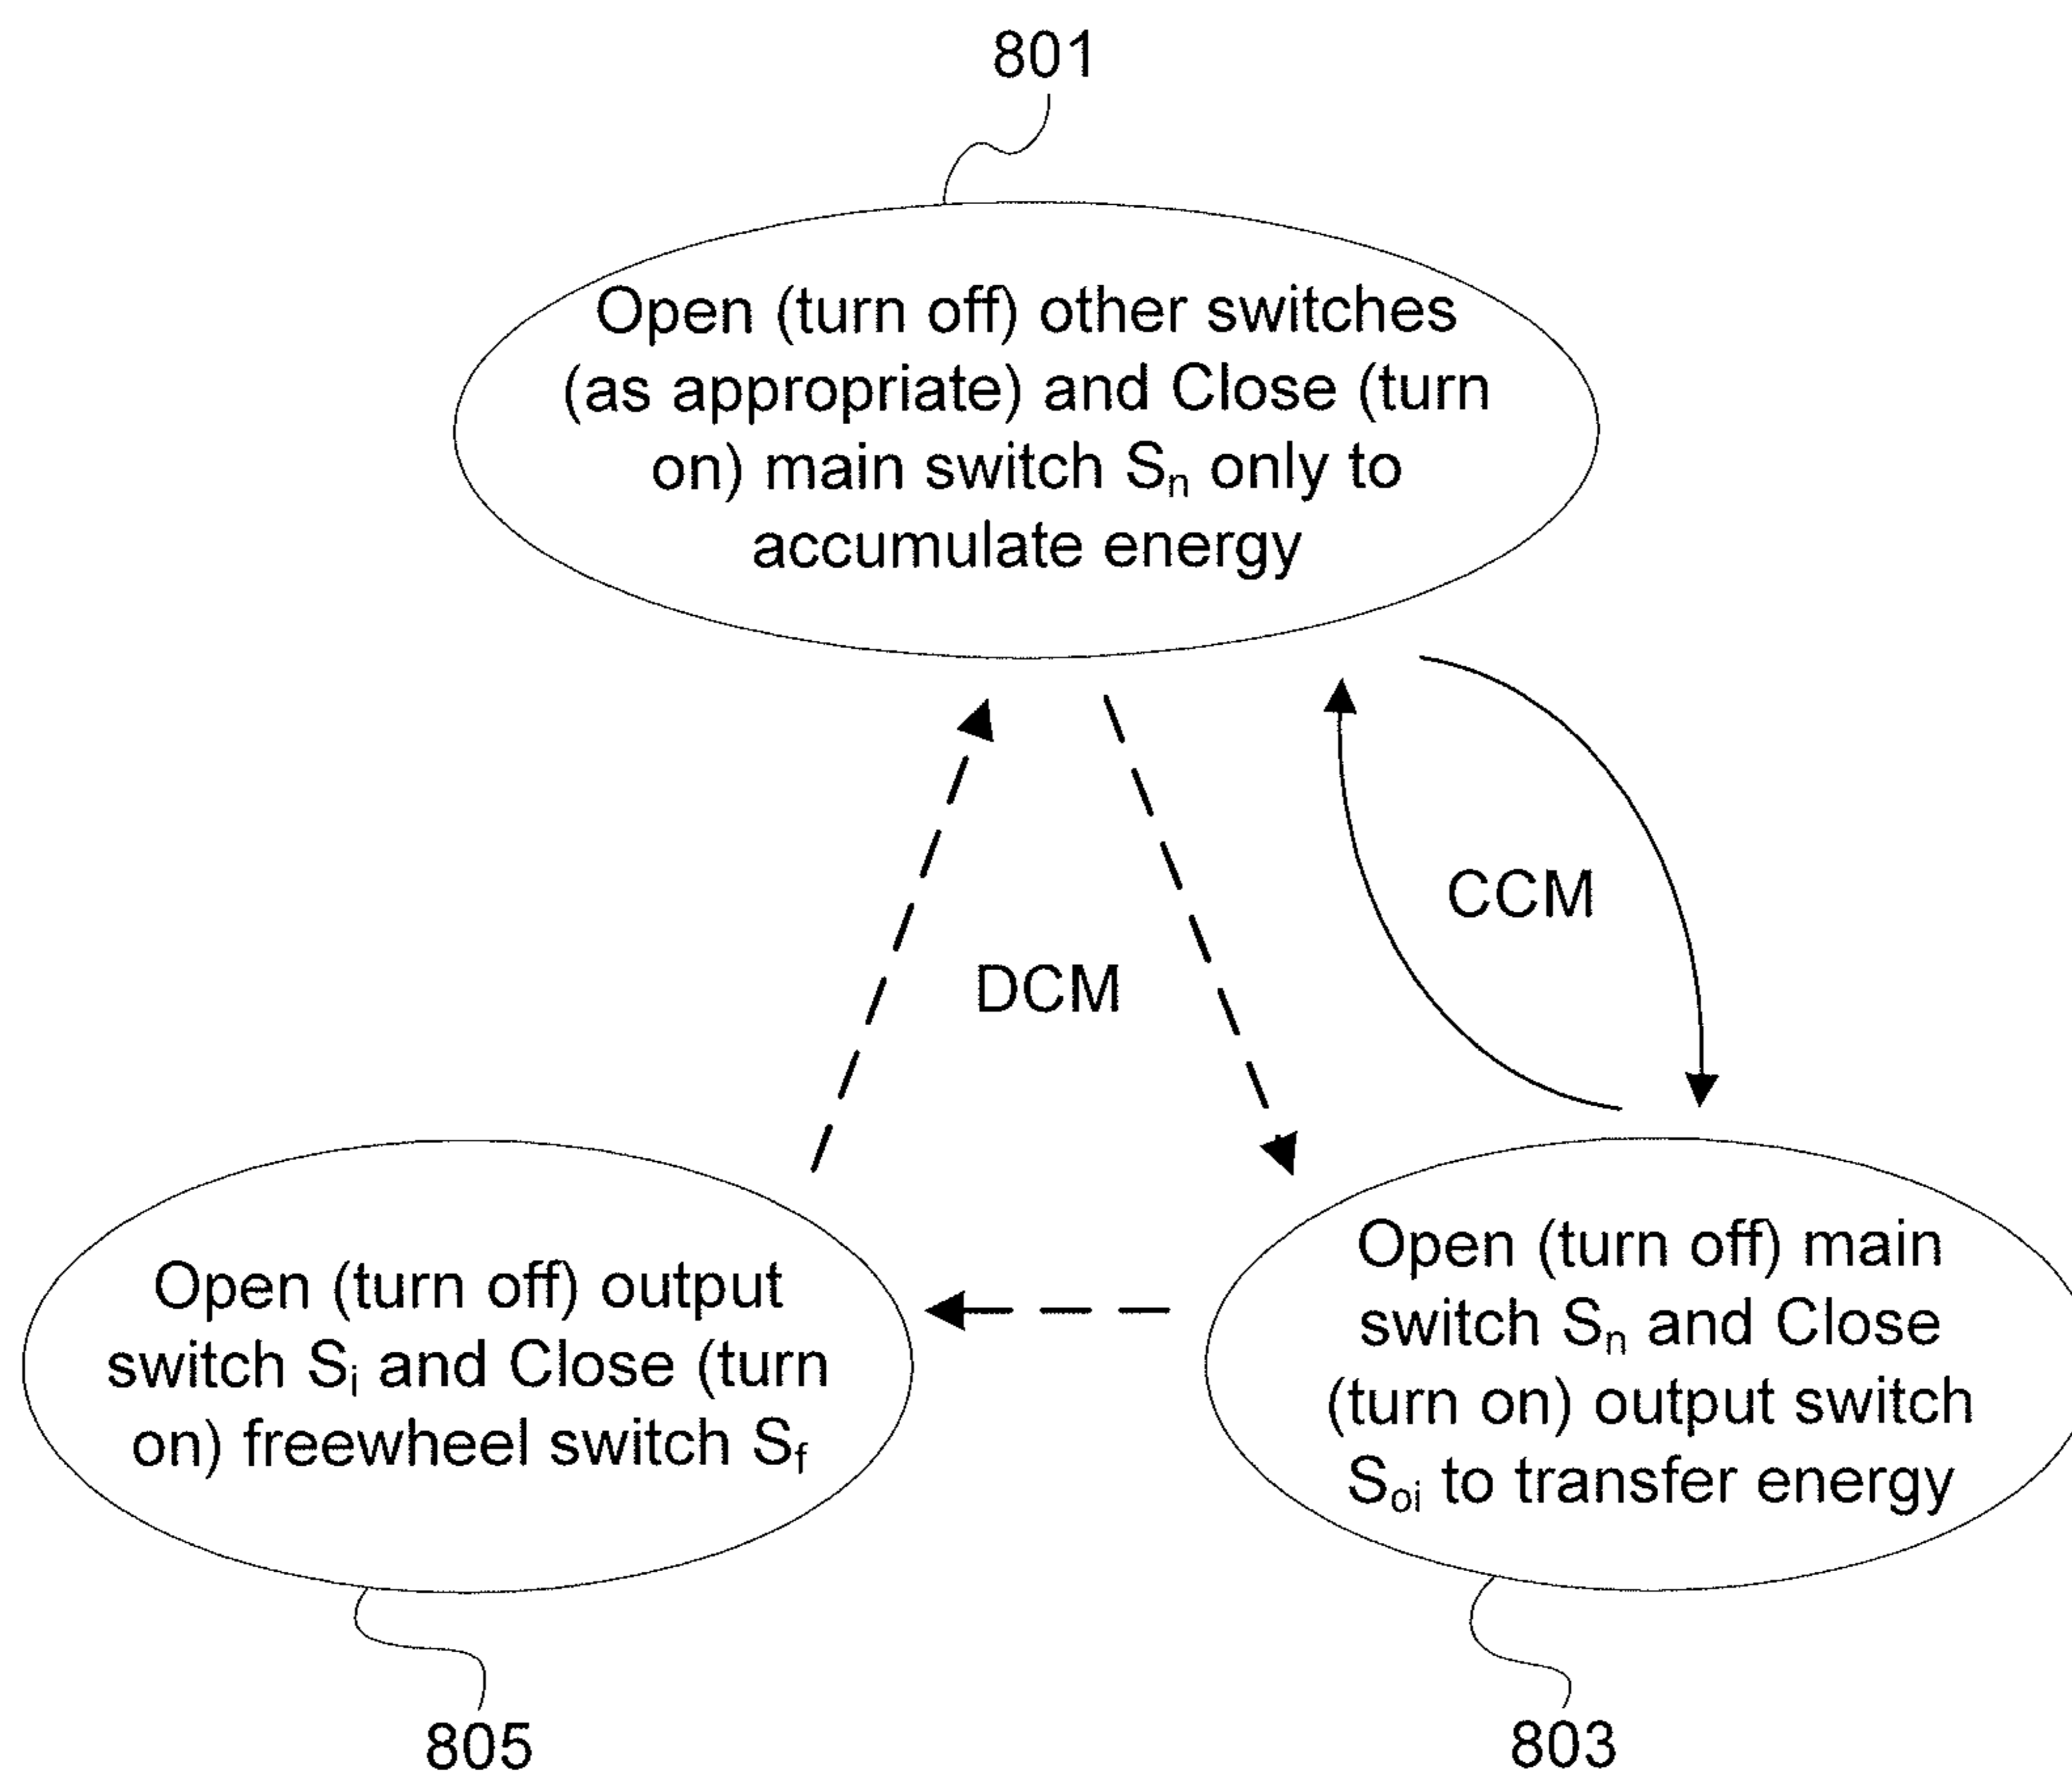 801
Open (turn off) other switches
(as appropriate) and Close (turn
on) main switch Sₙ only to
accumulate energy
CCM
DCM
Open (turn off) output
switch Sᵢ and Close (turn
on) freewheel switch S_f
Open (turn off) main
switch Sₙ and Close
(turn on) output switch
Sₒᵢ to transfer energy
805
803